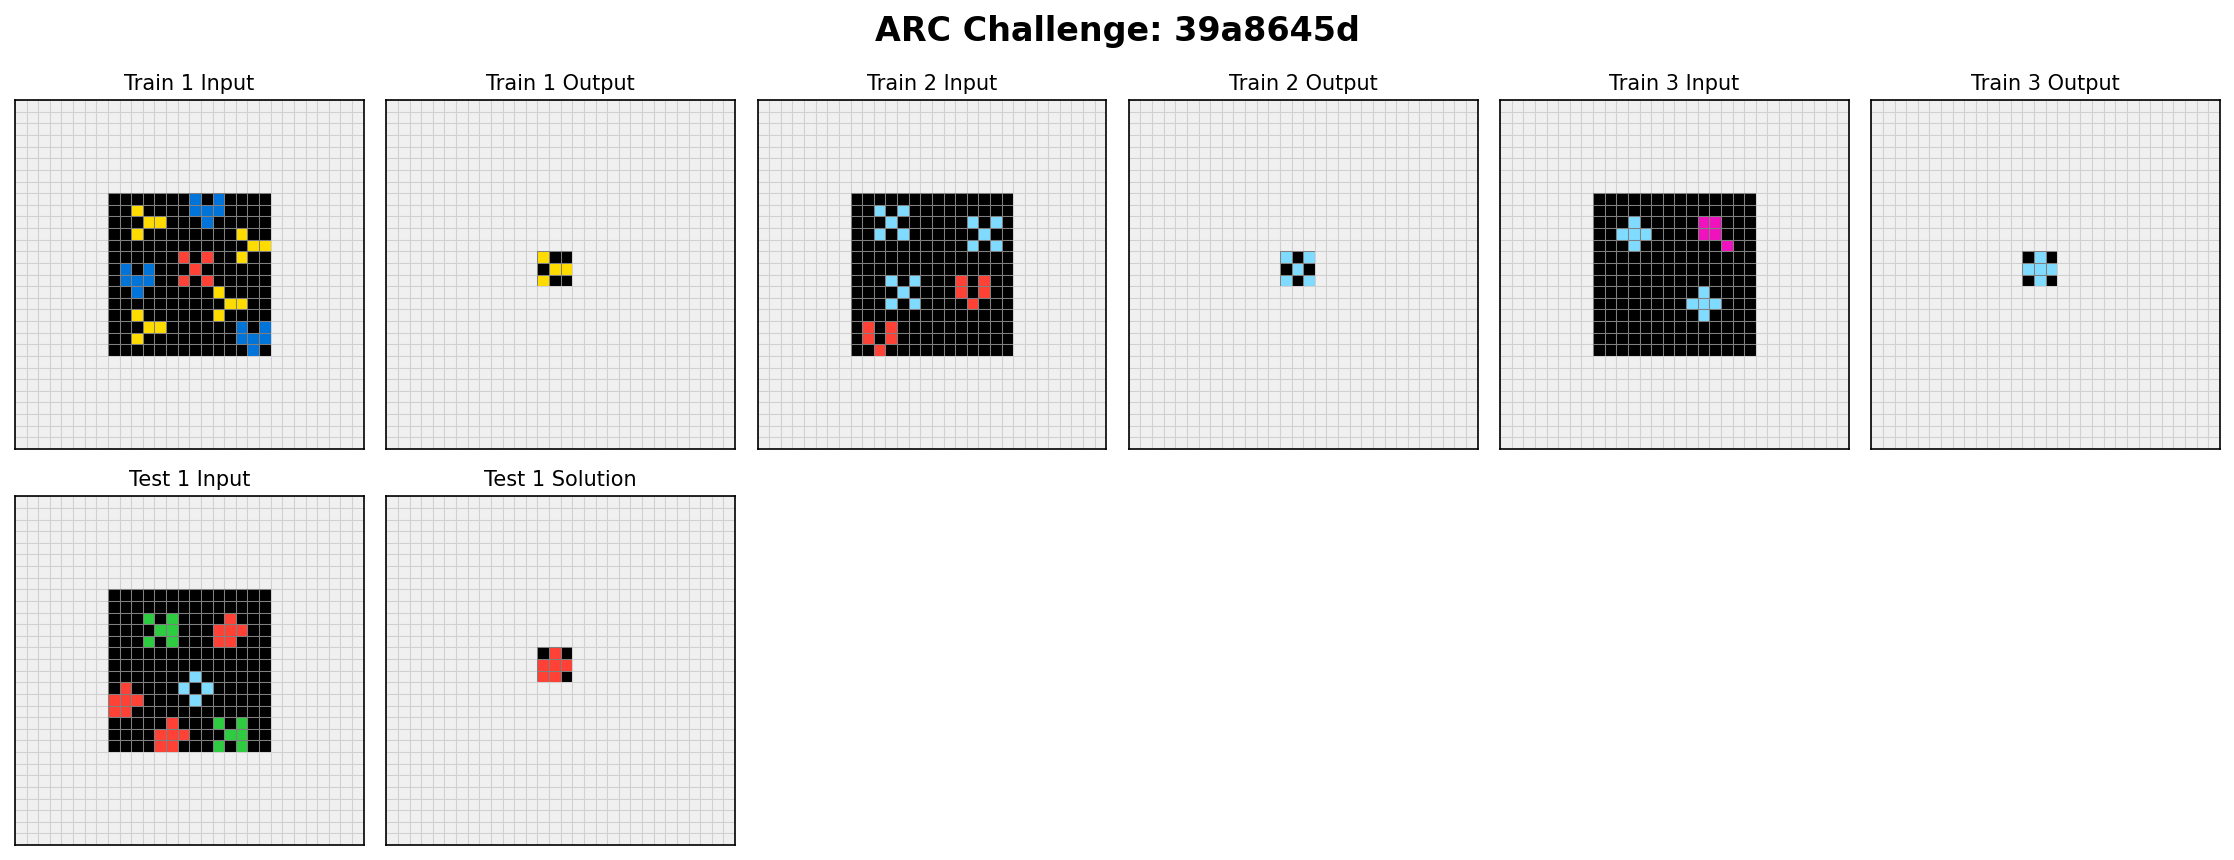 ARC Challenge: 39a8645d
Train 1 Input
Train 1 Output
Train 2 Input
Train 2 Output
Train 3 Input
Train 3 Output
Test 1 Input
Test 1 Solution